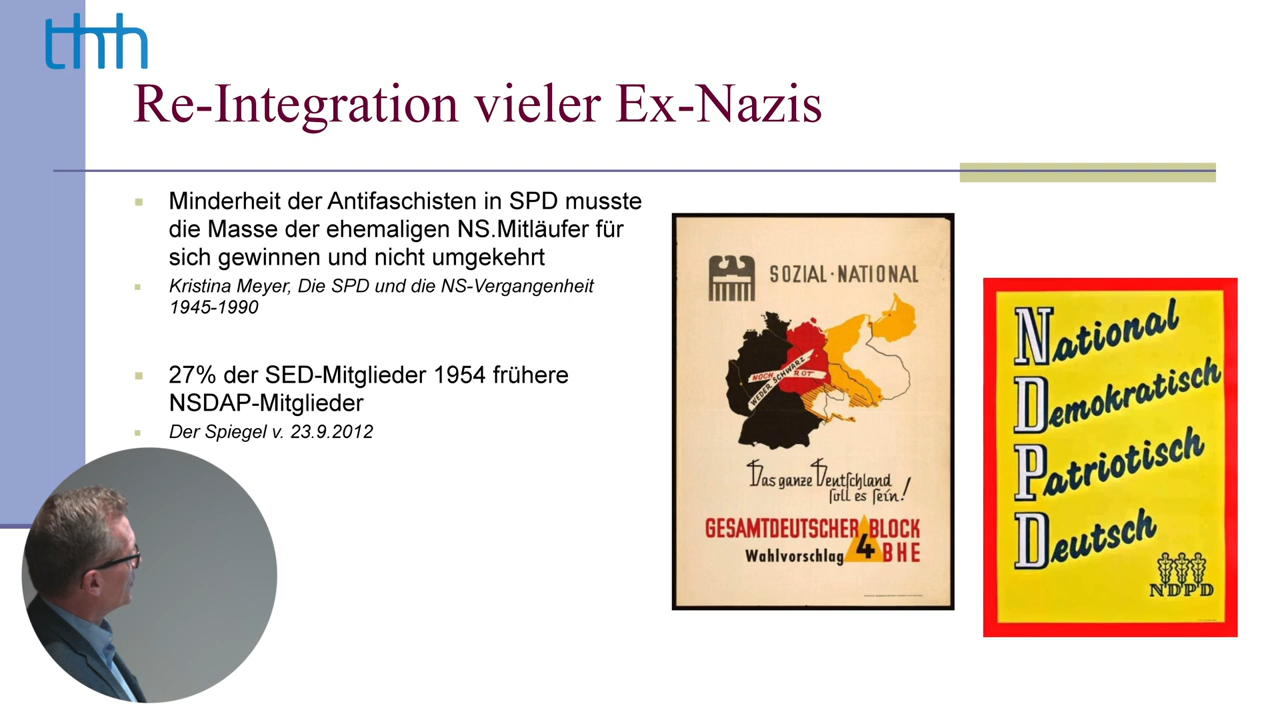 thh
Re-Integration vieler Ex-Nazis
Minderheit der Antifaschisten in SPD musste
die Masse der ehemaligen NS.Mitläufer für
sich gewinnen und nicht umgekehrt
Kristina Meyer, Die SPD und die NS-Vergangenheit
1945-1990
27% der SED-Mitglieder 1954 frühere
NSDAP-Mitglieder
Der Spiegel v. 23.9.2012
SOZIAL·NATIONAL
WEDER SCHWARZ
NOCH ROT
Das ganze Deutschland
soll es sein!
GESAMTDEUTSCHER BLOCK
Wahlvorschlag 4 BHE
National
Demokratisch
Patriotisch
Deutsch
NDPD